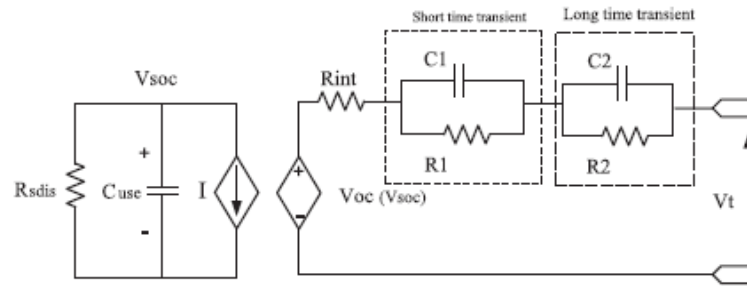 Short time transient
Long time transient
C1
C2
Vsoc
Rint
+
Rsdis
Cuse
I
+
-
R1
R2
Voc (Vsoc)
Vt
-